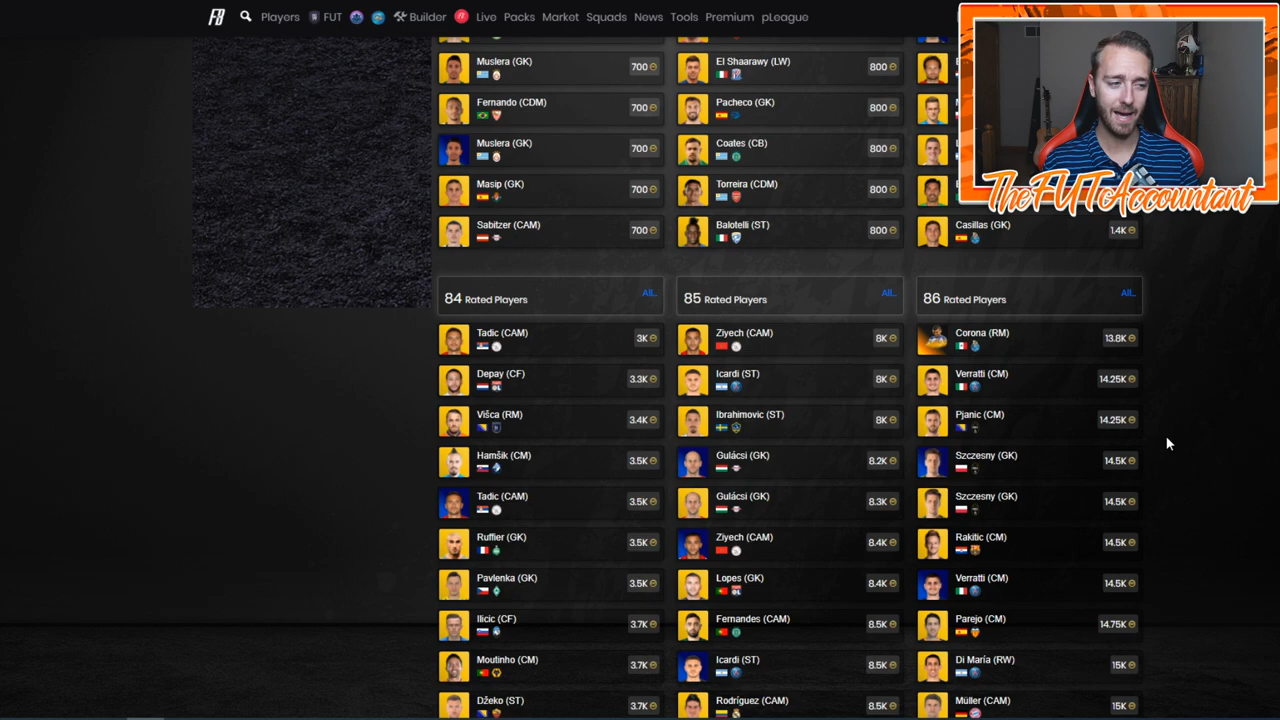 FB Players FUT Builder Live Packs Market Squads News Tools Premium pLeague
TheFUTAccountant
Muslera (GK) 700
Fernando (CDM) 700
Muslera (GK) 700
Masip (GK) 700
Sabitzer (CAM) 700
El Shaarawy (LW) 800
Pacheco (GK) 800
Coates (CB) 800
Torreira (CDM) 800
Balotelli (ST) 800
Casillas (GK) 1.4K
84 Rated Players All..
Tadic (CAM) 3K
Depay (CF) 3.3K
Višca (RM) 3.4K
Hamšik (CM) 3.5K
Tadic (CAM) 3.5K
Ruffier (GK) 3.5K
Pavlenka (GK) 3.5K
Ilicic (CF) 3.7K
Moutinho (CM) 3.7K
Džeko (ST) 3.7K
85 Rated Players All..
Ziyech (CAM) 8K
Icardi (ST) 8K
Ibrahimovic (ST) 8K
Gulácsi (GK) 8.2K
Gulácsi (GK) 8.3K
Ziyech (CAM) 8.4K
Lopes (GK) 8.4K
Fernandes (CAM) 8.5K
Icardi (ST) 8.5K
Rodríguez (CAM) 8.5K
86 Rated Players All..
Corona (RM) 13.8K
Verratti (CM) 14.25K
Pjanic (CM) 14.25K
Szczesny (GK) 14.5K
Szczesny (GK) 14.5K
Rakitic (CM) 14.5K
Verratti (CM) 14.5K
Parejo (CM) 14.75K
Di María (RW) 15K
Müller (CAM) 15K